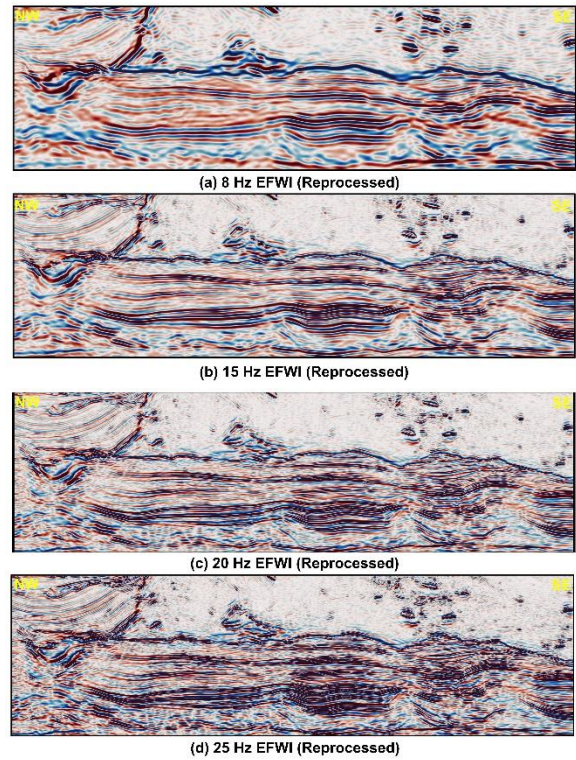 NW SE
(a) 8 Hz EFWI (Reprocessed)
NW SE
(b) 15 Hz EFWI (Reprocessed)
NW SE
(c) 20 Hz EFWI (Reprocessed)
NW SE
(d) 25 Hz EFWI (Reprocessed)